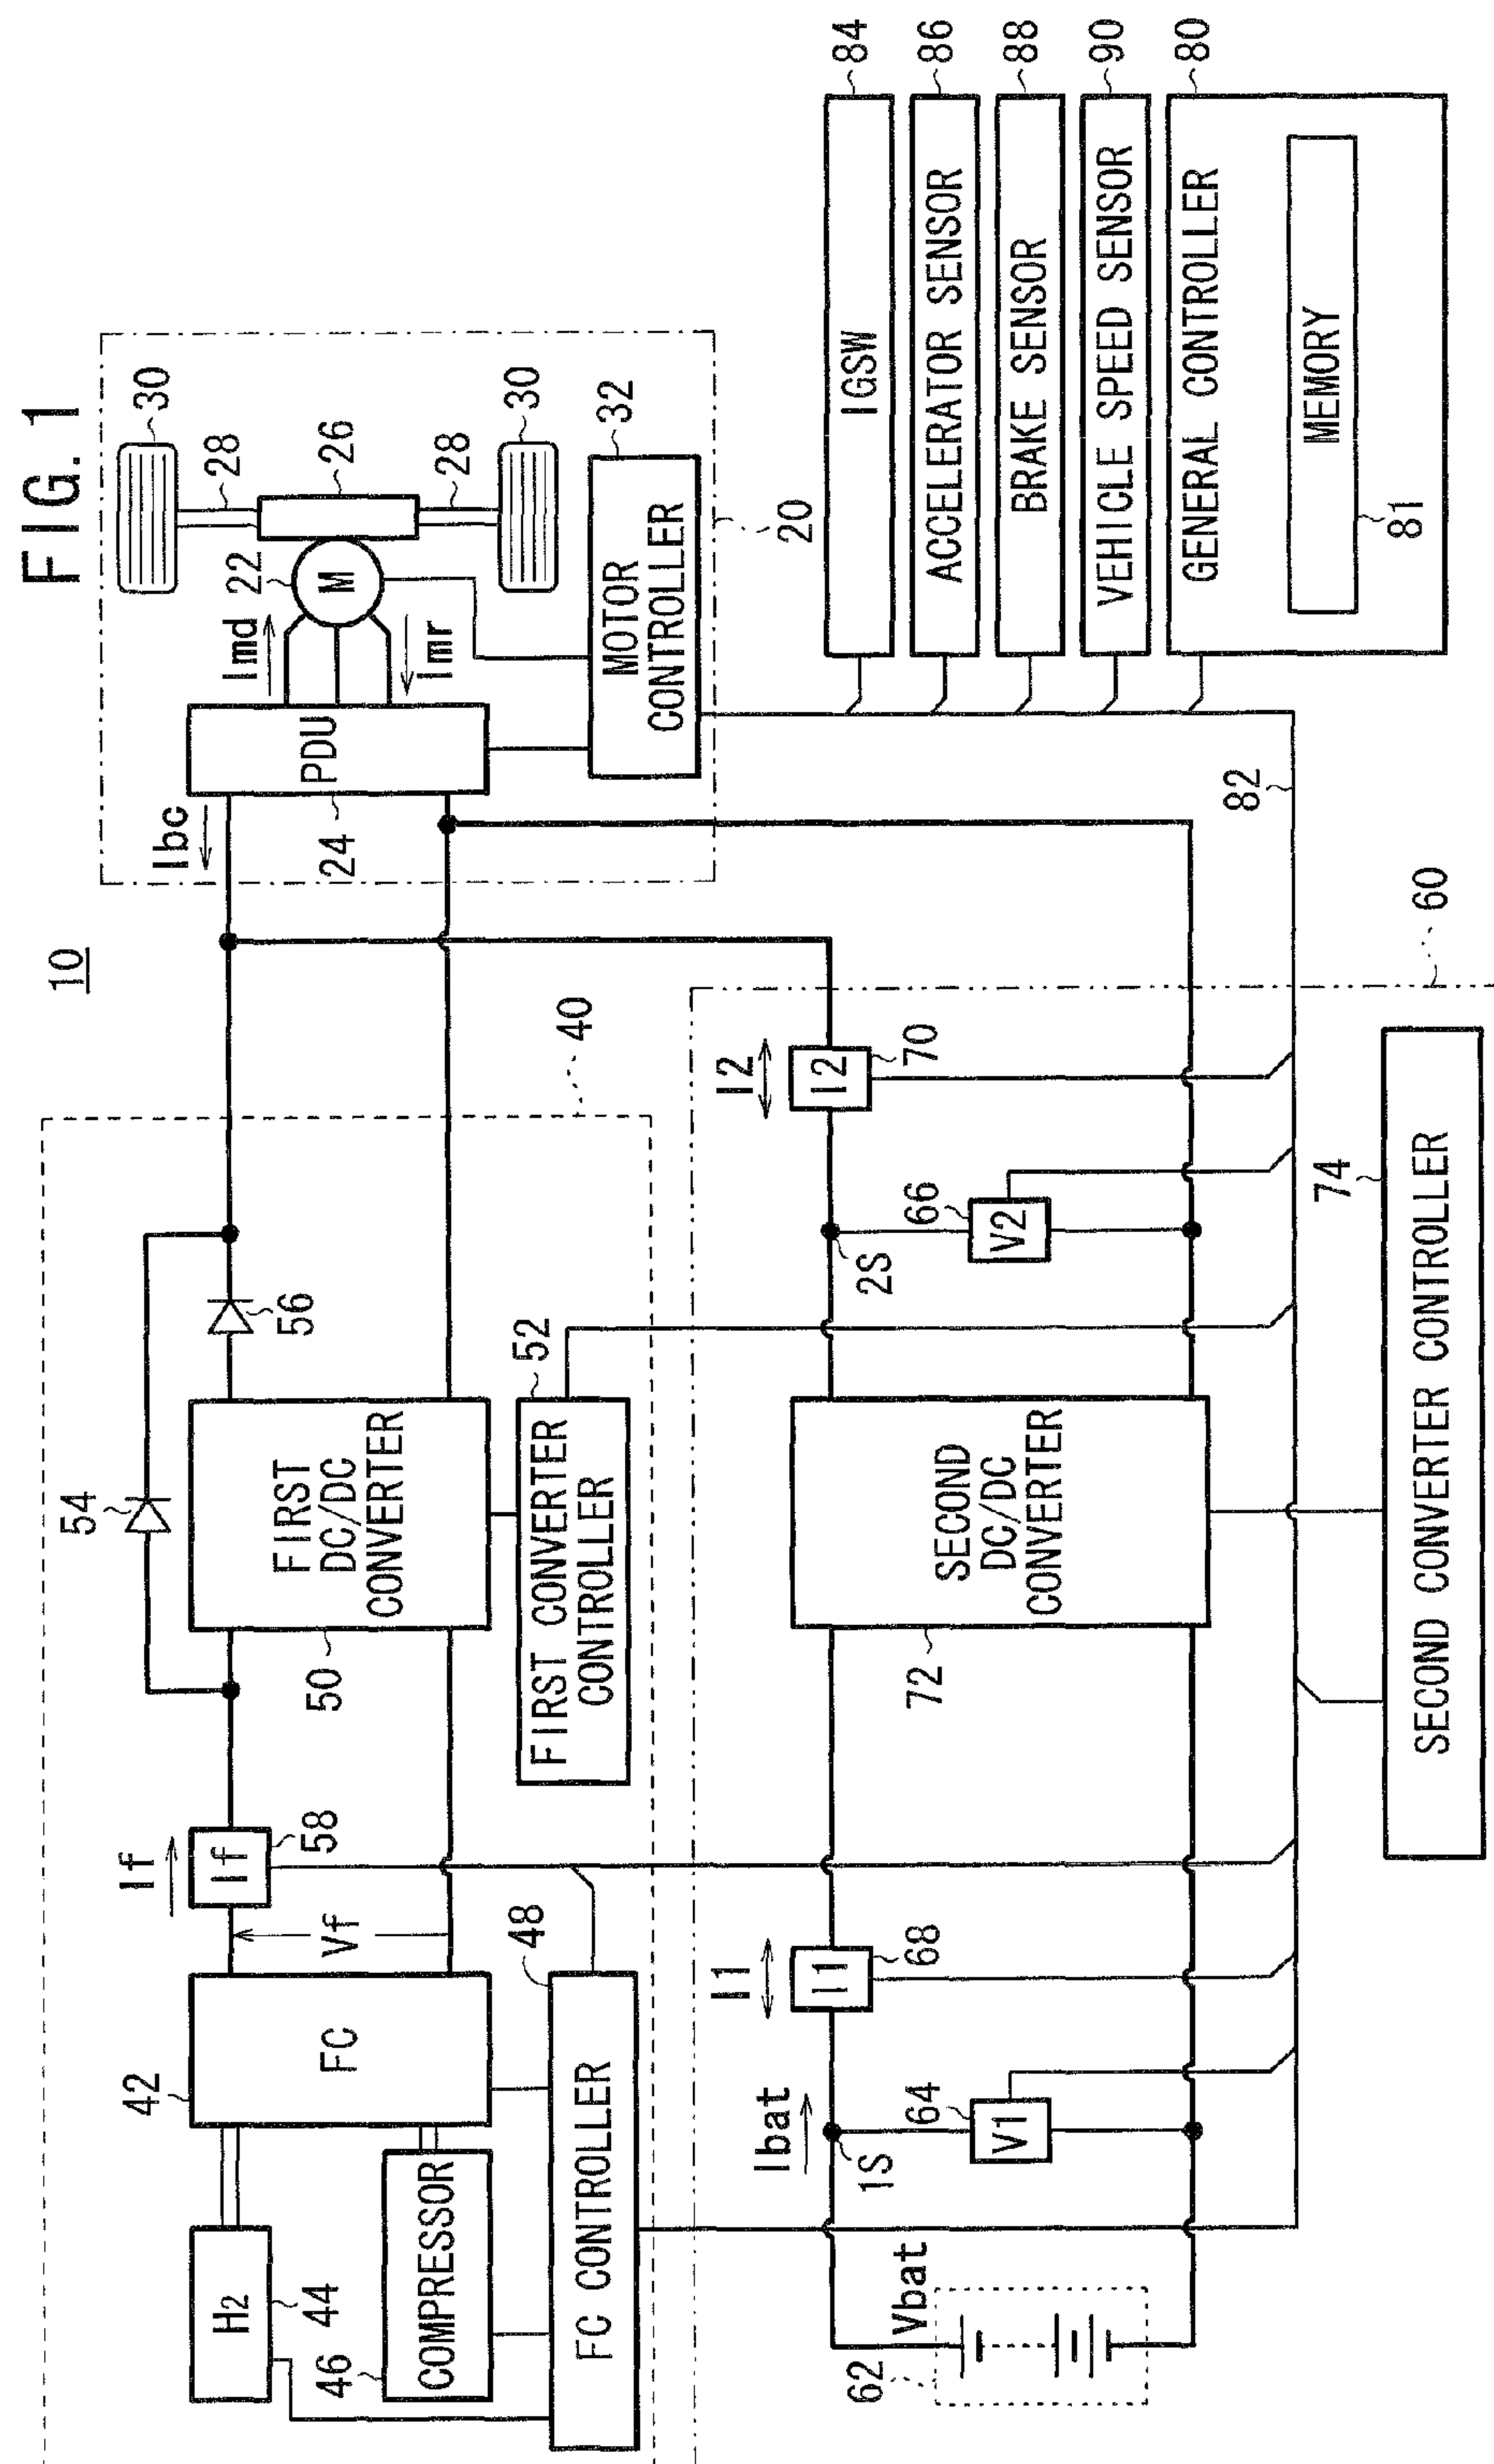 FIG. 1
10
H2
44
COMPRESSOR
46
FC CONTROLLER
48
FC
42
Vf
If
If
58
54
FIRST
DC/DC
CONVERTER
50
56
FIRST CONVERTER
CONTROLLER
52
40
Ibc
PDU
24
Imd
Imr
M
22
26
28
28
30
30
MOTOR
CONTROLLER
32
20
62
Vbat
Ibat
1S
V1
64
I1
I1
68
SECOND
DC/DC
CONVERTER
72
2S
V2
66
I2
I2
70
60
SECOND CONVERTER CONTROLLER
74
82
IGSW
84
ACCELERATOR SENSOR
86
BRAKE SENSOR
88
VEHICLE SPEED SENSOR
90
GENERAL CONTROLLER
80
MEMORY
81